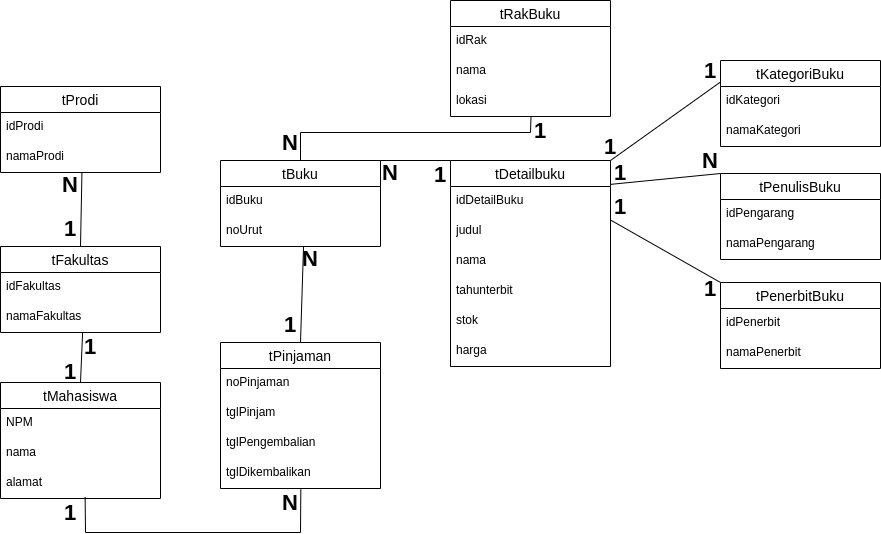 tRakBuku
idRak
nama
lokasi
1
N
tProdi
idProdi
namaProdi
N
1
tFakultas
idFakultas
namaFakultas
1
1
tMahasiswa
NPM
nama
alamat
1
tBuku
idBuku
noUrut
N
N
1
tPinjaman
noPinjaman
tglPinjam
tglPengembalian
tglDikembalikan
N
1
tDetailbuku
idDetailBuku
judul
nama
tahunterbit
stok
harga
1
1
1
1
tKategoriBuku
idKategori
namaKategori
N
tPenulisBuku
idPengarang
namaPengarang
1
tPenerbitBuku
idPenerbit
namaPenerbit